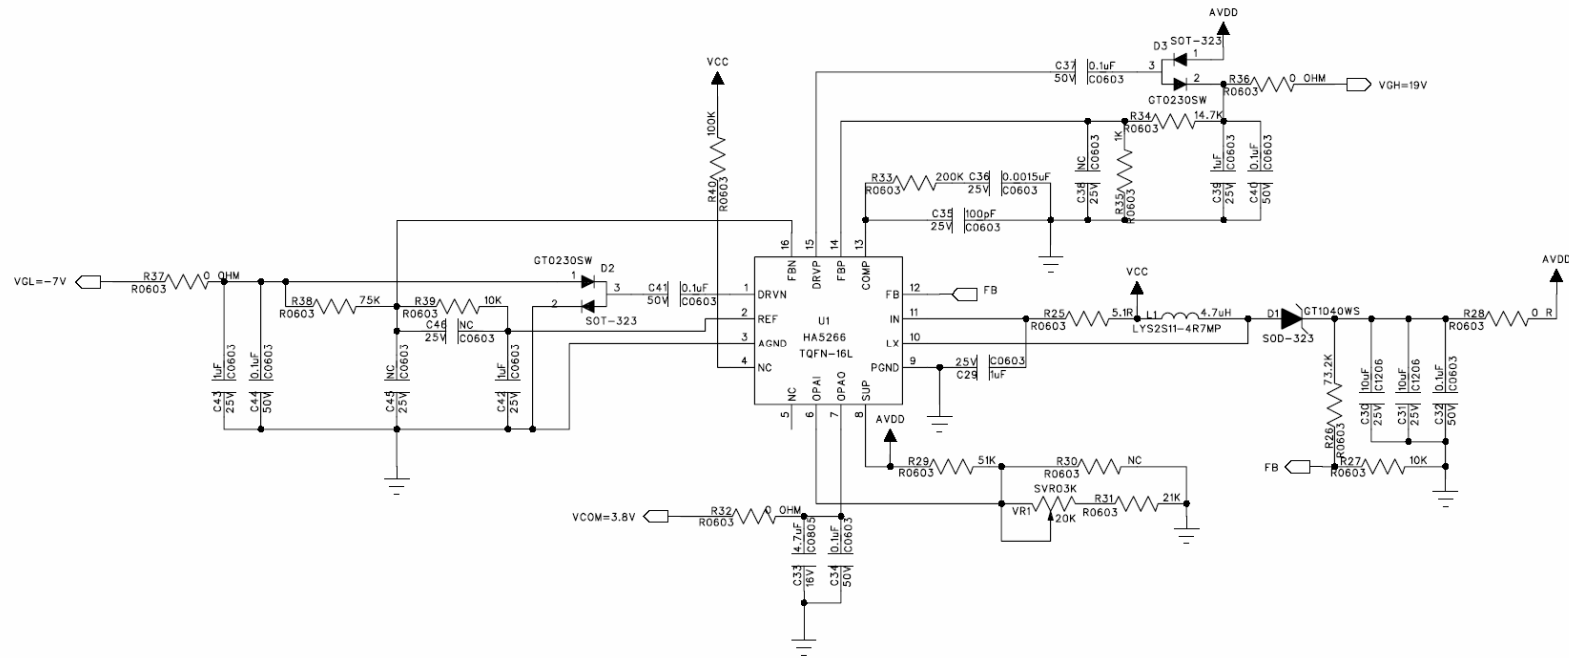 AVDD
D3
SOT-323
1
C37
0.1uF
50V
C0603
3
2
GT0230SW
R36
0 OHM
R0603
VGH=19V
VCC
100K
R40
R0603
R34
14.7K
R0603
1K
R35
R0603
NC
C0603
C38
25V
1uF
C0603
C39
25V
0.1uF
C0603
C40
50V
R33
200K
R0603
C36
0.0015uF
25V
C0603
C35
100pF
25V
C0603
16
15
14
13
FBN
DRVP
FBP
COMP
VGL=-7V
R37
0 OHM
R0603
GT0230SW
1
D2
3
2
SOT-323
C41
0.1uF
50V
C0603
R38
75K
R0603
R39
10K
R0603
C46
NC
25V
C0603
1uF
C0603
C43
25V
0.1uF
C0603
C44
50V
NC
C0603
C45
25V
1uF
C0603
C42
25V
1
DRVN
2
REF
3
AGND
4
NC
U1
HA5266
TQFN-16L
FB
12
FB
IN
11
LX
10
PGND
9
NC
OPAI
OPAO
SUP
5
6
7
8
R25
5.1R
R0603
VCC
L1
4.7uH
LYS2S11-4R7MP
25V
C0603
C29
1uF
D1
GT1040WS
SOD-323
R28
0 R
R0603
AVDD
73.2K
R26
R0603
10uF
C1206
C30
25V
10uF
C1206
C31
25V
0.1uF
C0603
C32
50V
FB
R27
10K
R0603
AVDD
R29
51K
R0603
R30
NC
R0603
SVR03K
VR1
20K
R31
21K
R0603
VCOM=3.8V
R32
0 OHM
R0603
4.7uF
C0805
C33
16V
0.1uF
C0603
C34
50V